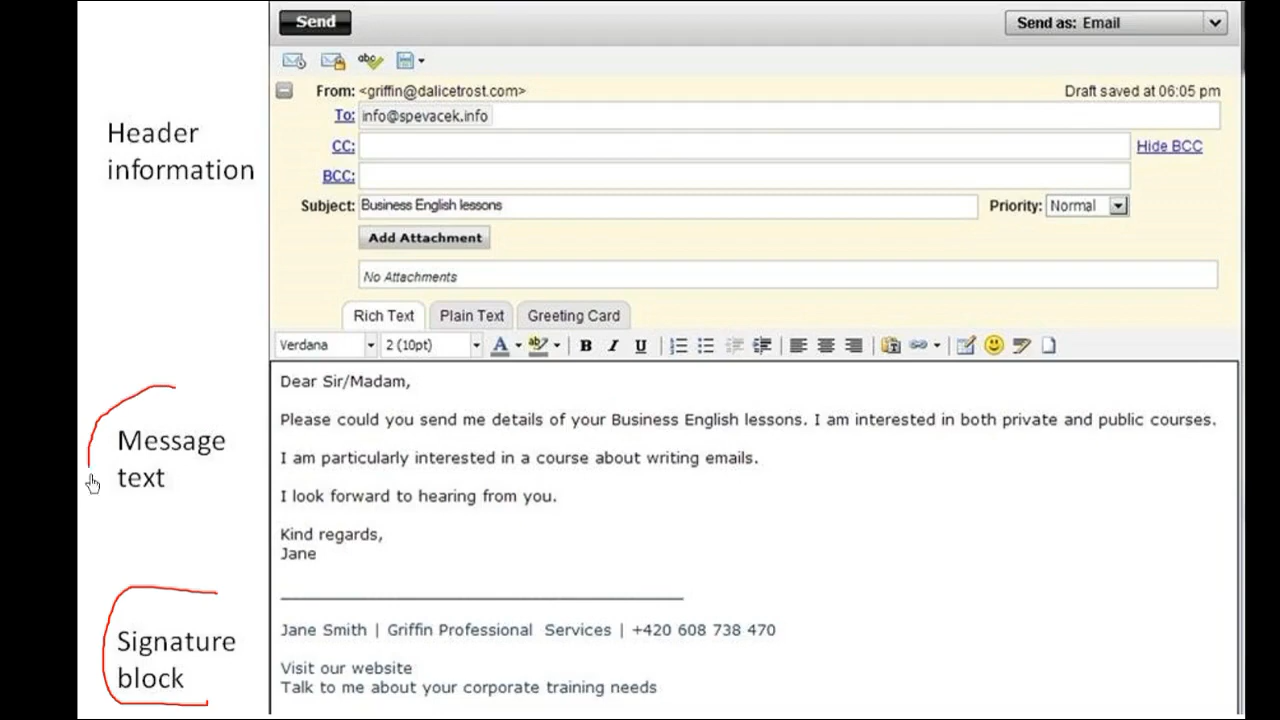 Send
Send as: Email
abc
From: <griffin@dalicetrost.com>
Draft saved at 06:05 pm
To: info@spevacek.info
CC:
Hide BCC
BCC:
Subject: Business English lessons
Priority: Normal
Add Attachment
No Attachments
Header
information
Rich Text
Plain Text
Greeting Card
Verdana
2 (10pt)
A
ab
B I U
Dear Sir/Madam,
Please could you send me details of your Business English lessons. I am interested in both private and public courses.
I am particularly interested in a course about writing emails.
I look forward to hearing from you.
Kind regards,
Jane
Message
text
Jane Smith | Griffin Professional Services | +420 608 738 470
Visit our website
Talk to me about your corporate training needs
Signature
block